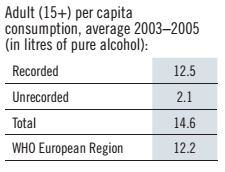 Adult (15+) per capita
consumption, average 2003–2005
(in litres of pure alcohol):
Recorded 12.5
Unrecorded 2.1
Total 14.6
WHO European Region 12.2